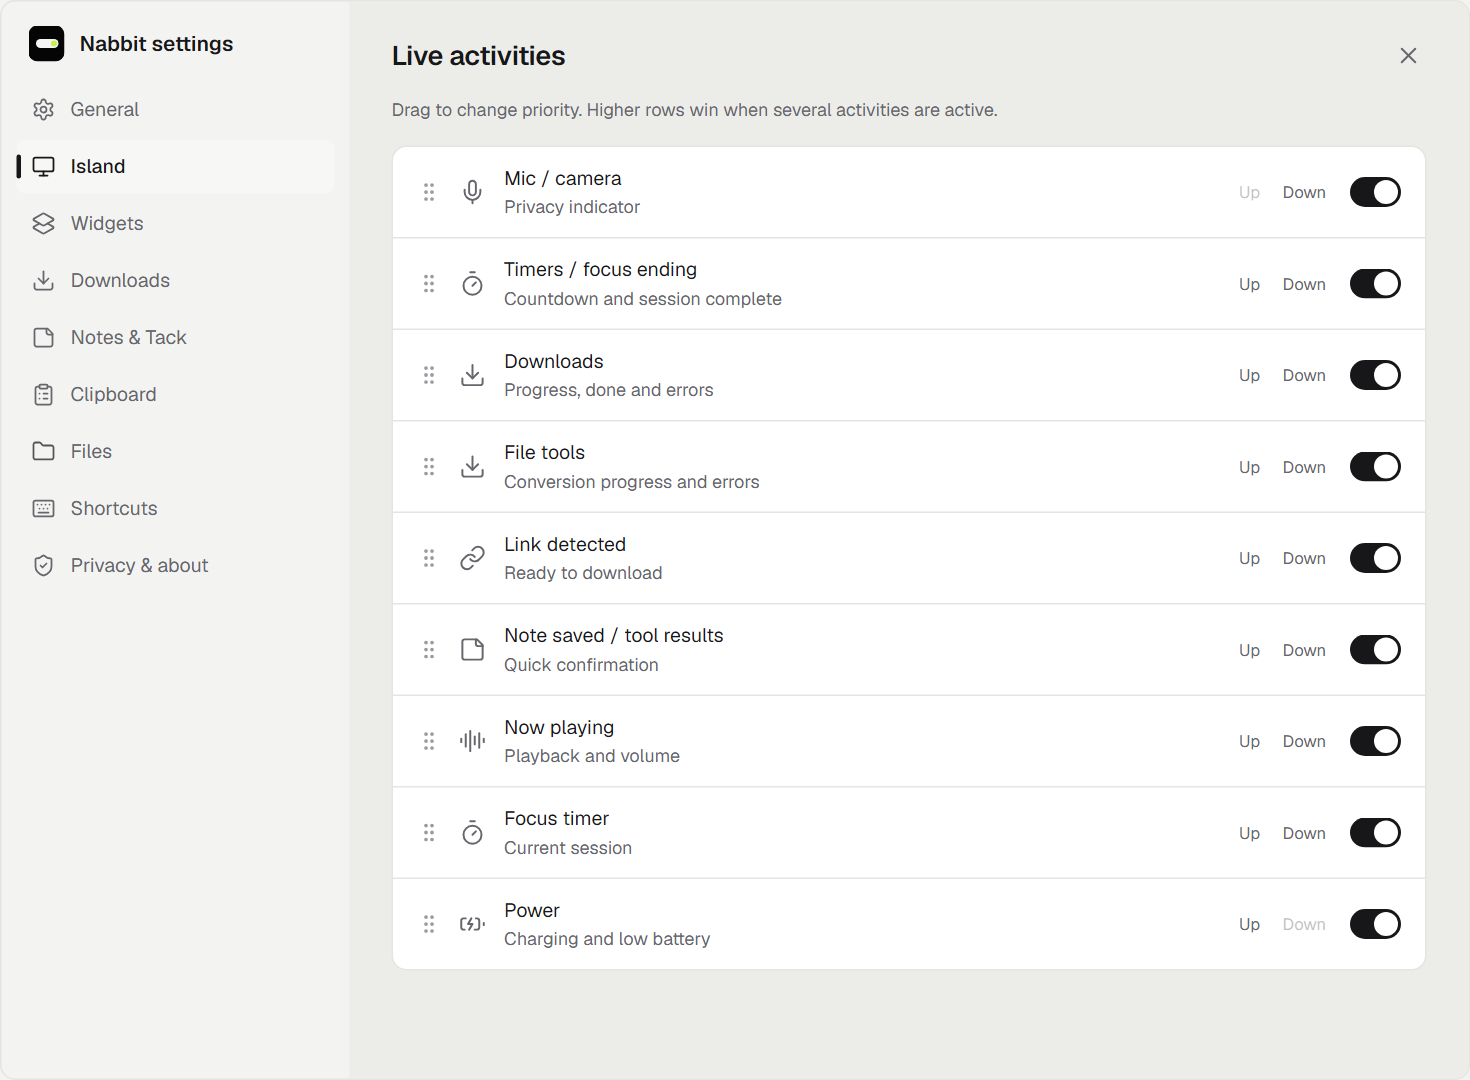 Nabbit settings
General
Island
Widgets
Downloads
Notes & Tack
Clipboard
Files
Shortcuts
Privacy & about
Live activities
Drag to change priority. Higher rows win when several activities are active.
Mic / camera
Privacy indicator
Up Down
Timers / focus ending
Countdown and session complete
Up Down
Downloads
Progress, done and errors
Up Down
File tools
Conversion progress and errors
Up Down
Link detected
Ready to download
Up Down
Note saved / tool results
Quick confirmation
Up Down
Now playing
Playback and volume
Up Down
Focus timer
Current session
Up Down
Power
Charging and low battery
Up Down